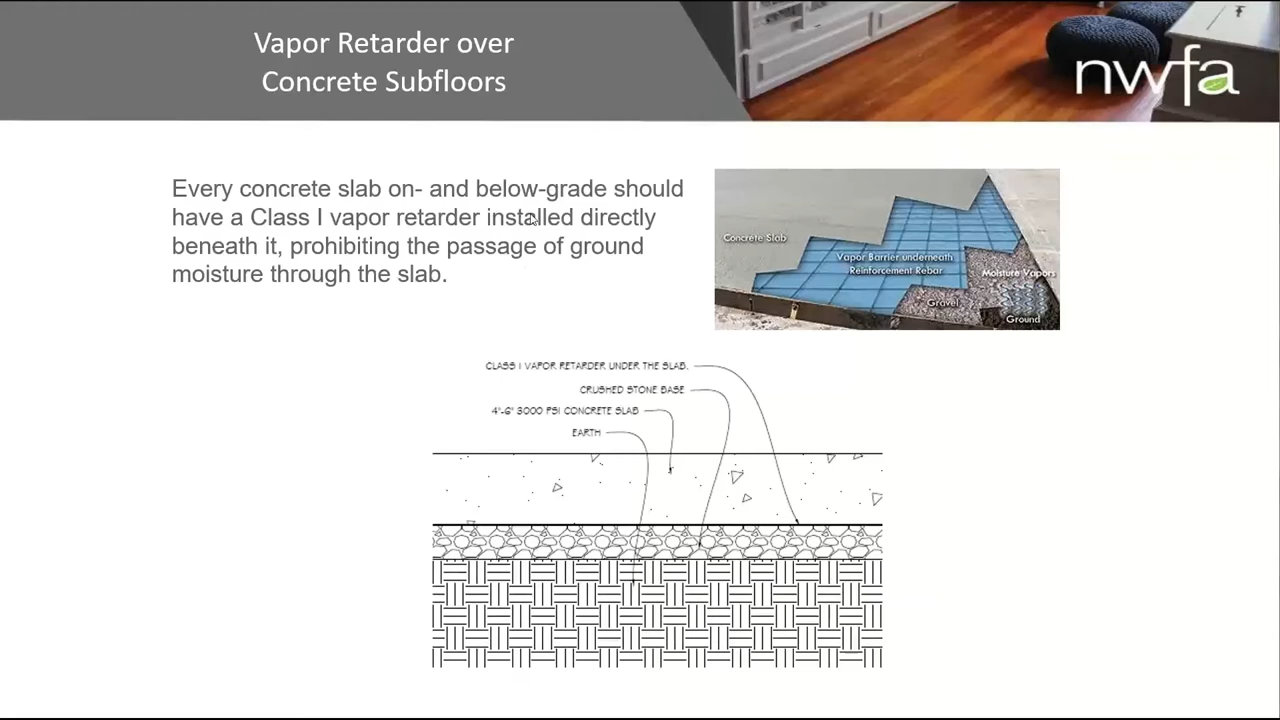 Vapor Retarder over
Concrete Subfloors
nwfa
Every concrete slab on- and below-grade should
have a Class I vapor retarder installed directly
beneath it, prohibiting the passage of ground
moisture through the slab.
Concrete Slab
Vapor Barrier underneath
Reinforcement Rebar
Moisture Vapors
Gravel
Ground
CLASS I VAPOR RETARDER UNDER THE SLAB.
CRUSHED STONE BASE
4"-6" 3000 PSI CONCRETE SLAB
EARTH